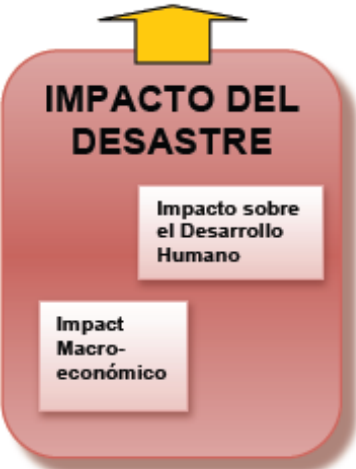 IMPACTO DEL
DESASTRE
Impacto sobre
el Desarrollo
Humano
Impact
Macro-
económico